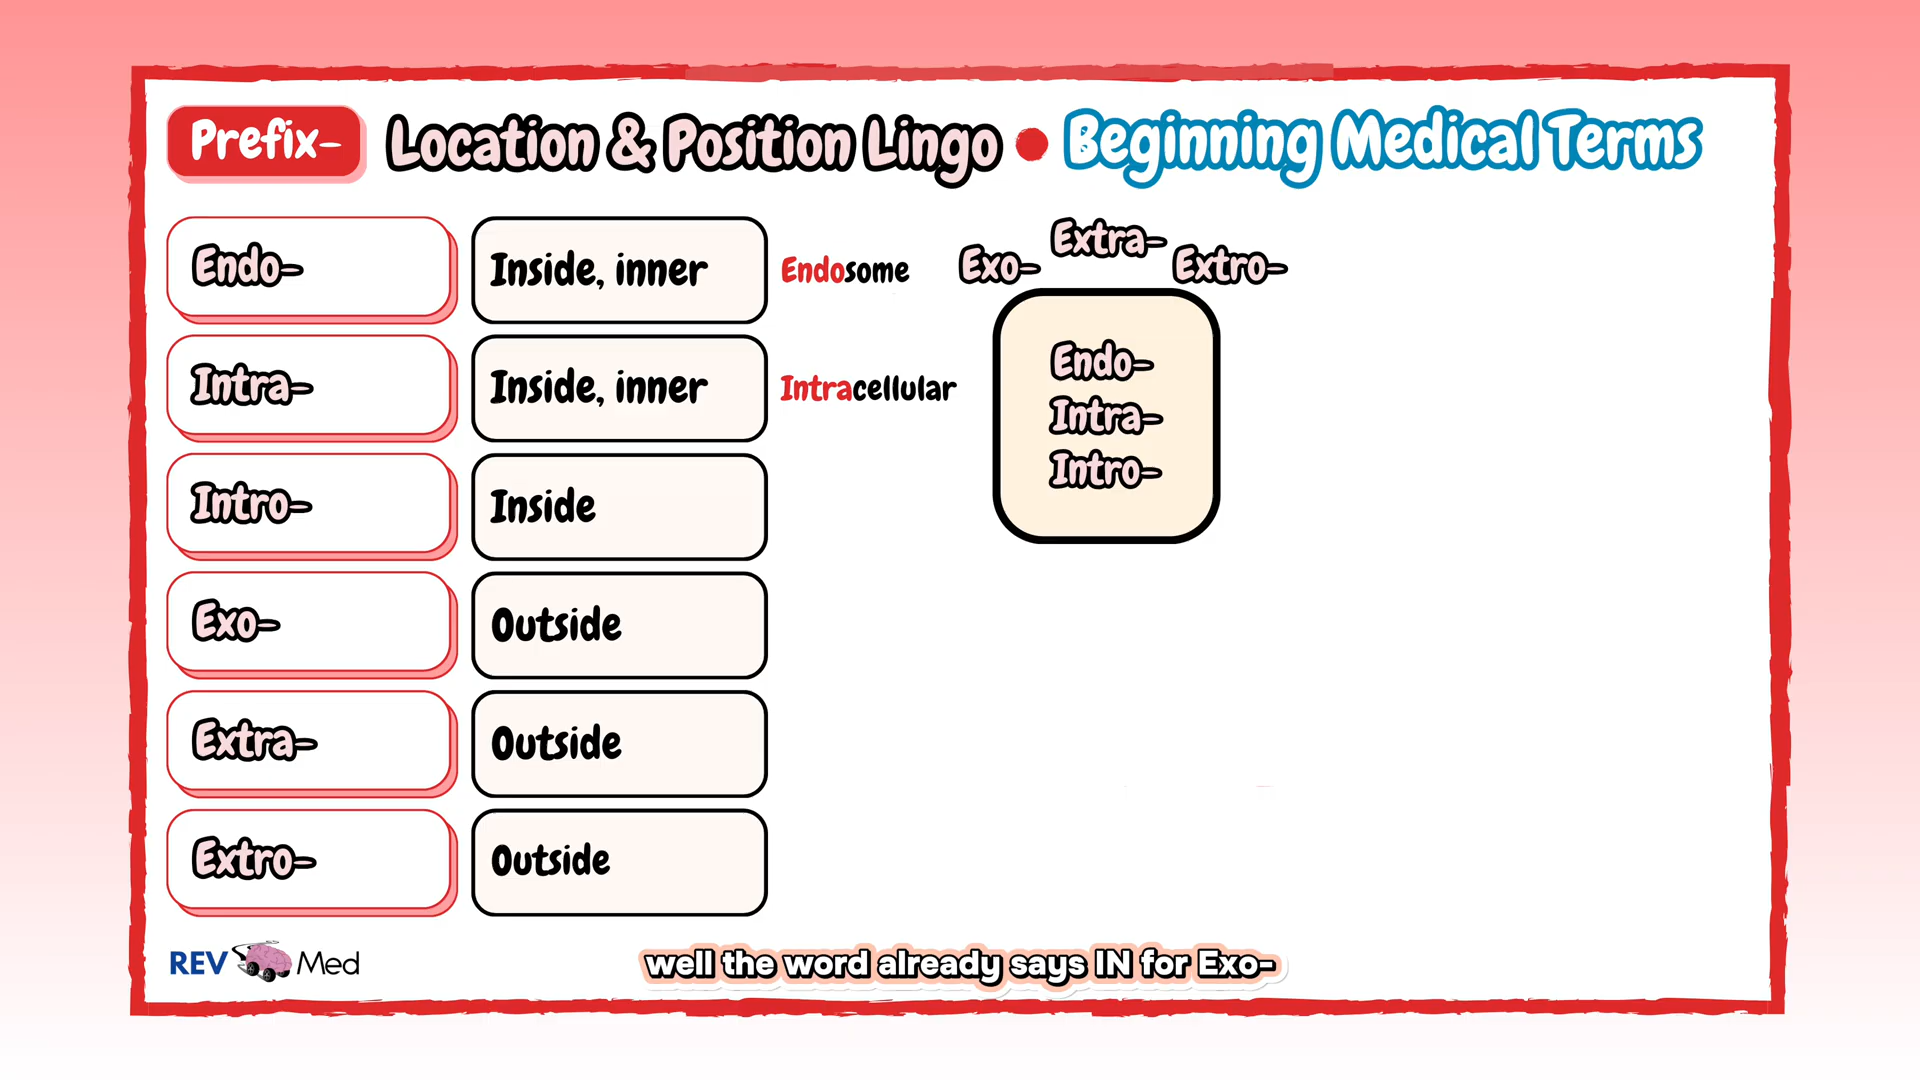 Prefix- Location & Position Lingo • Beginning Medical Terms
Endo- Inside, inner Endosome
Intra- Inside, inner Intracellular
Intro- Inside
Exo- Outside
Extra- Outside
Extro- Outside
Exo- Extra- Extro-
Endo-
Intra-
Intro-
REV Med
well the word already says IN for Exo-